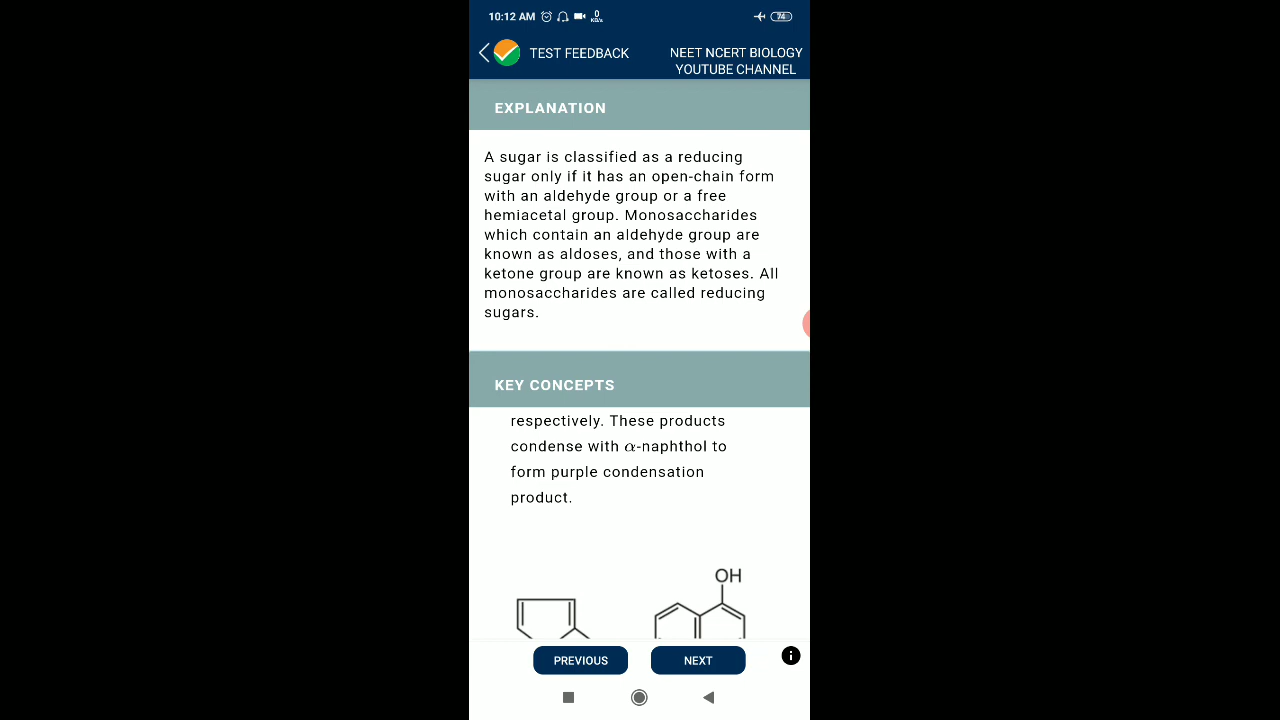 10:12 AM 0 KB/s 74
TEST FEEDBACK
NEET NCERT BIOLOGY
YOUTUBE CHANNEL
EXPLANATION
A sugar is classified as a reducing
sugar only if it has an open-chain form
with an aldehyde group or a free
hemiacetal group. Monosaccharides
which contain an aldehyde group are
known as aldoses, and those with a
ketone group are known as ketoses. All
monosaccharides are called reducing
sugars.
KEY CONCEPTS
respectively. These products
condense with α-naphthol to
form purple condensation
product.
OH
PREVIOUS
NEXT
i